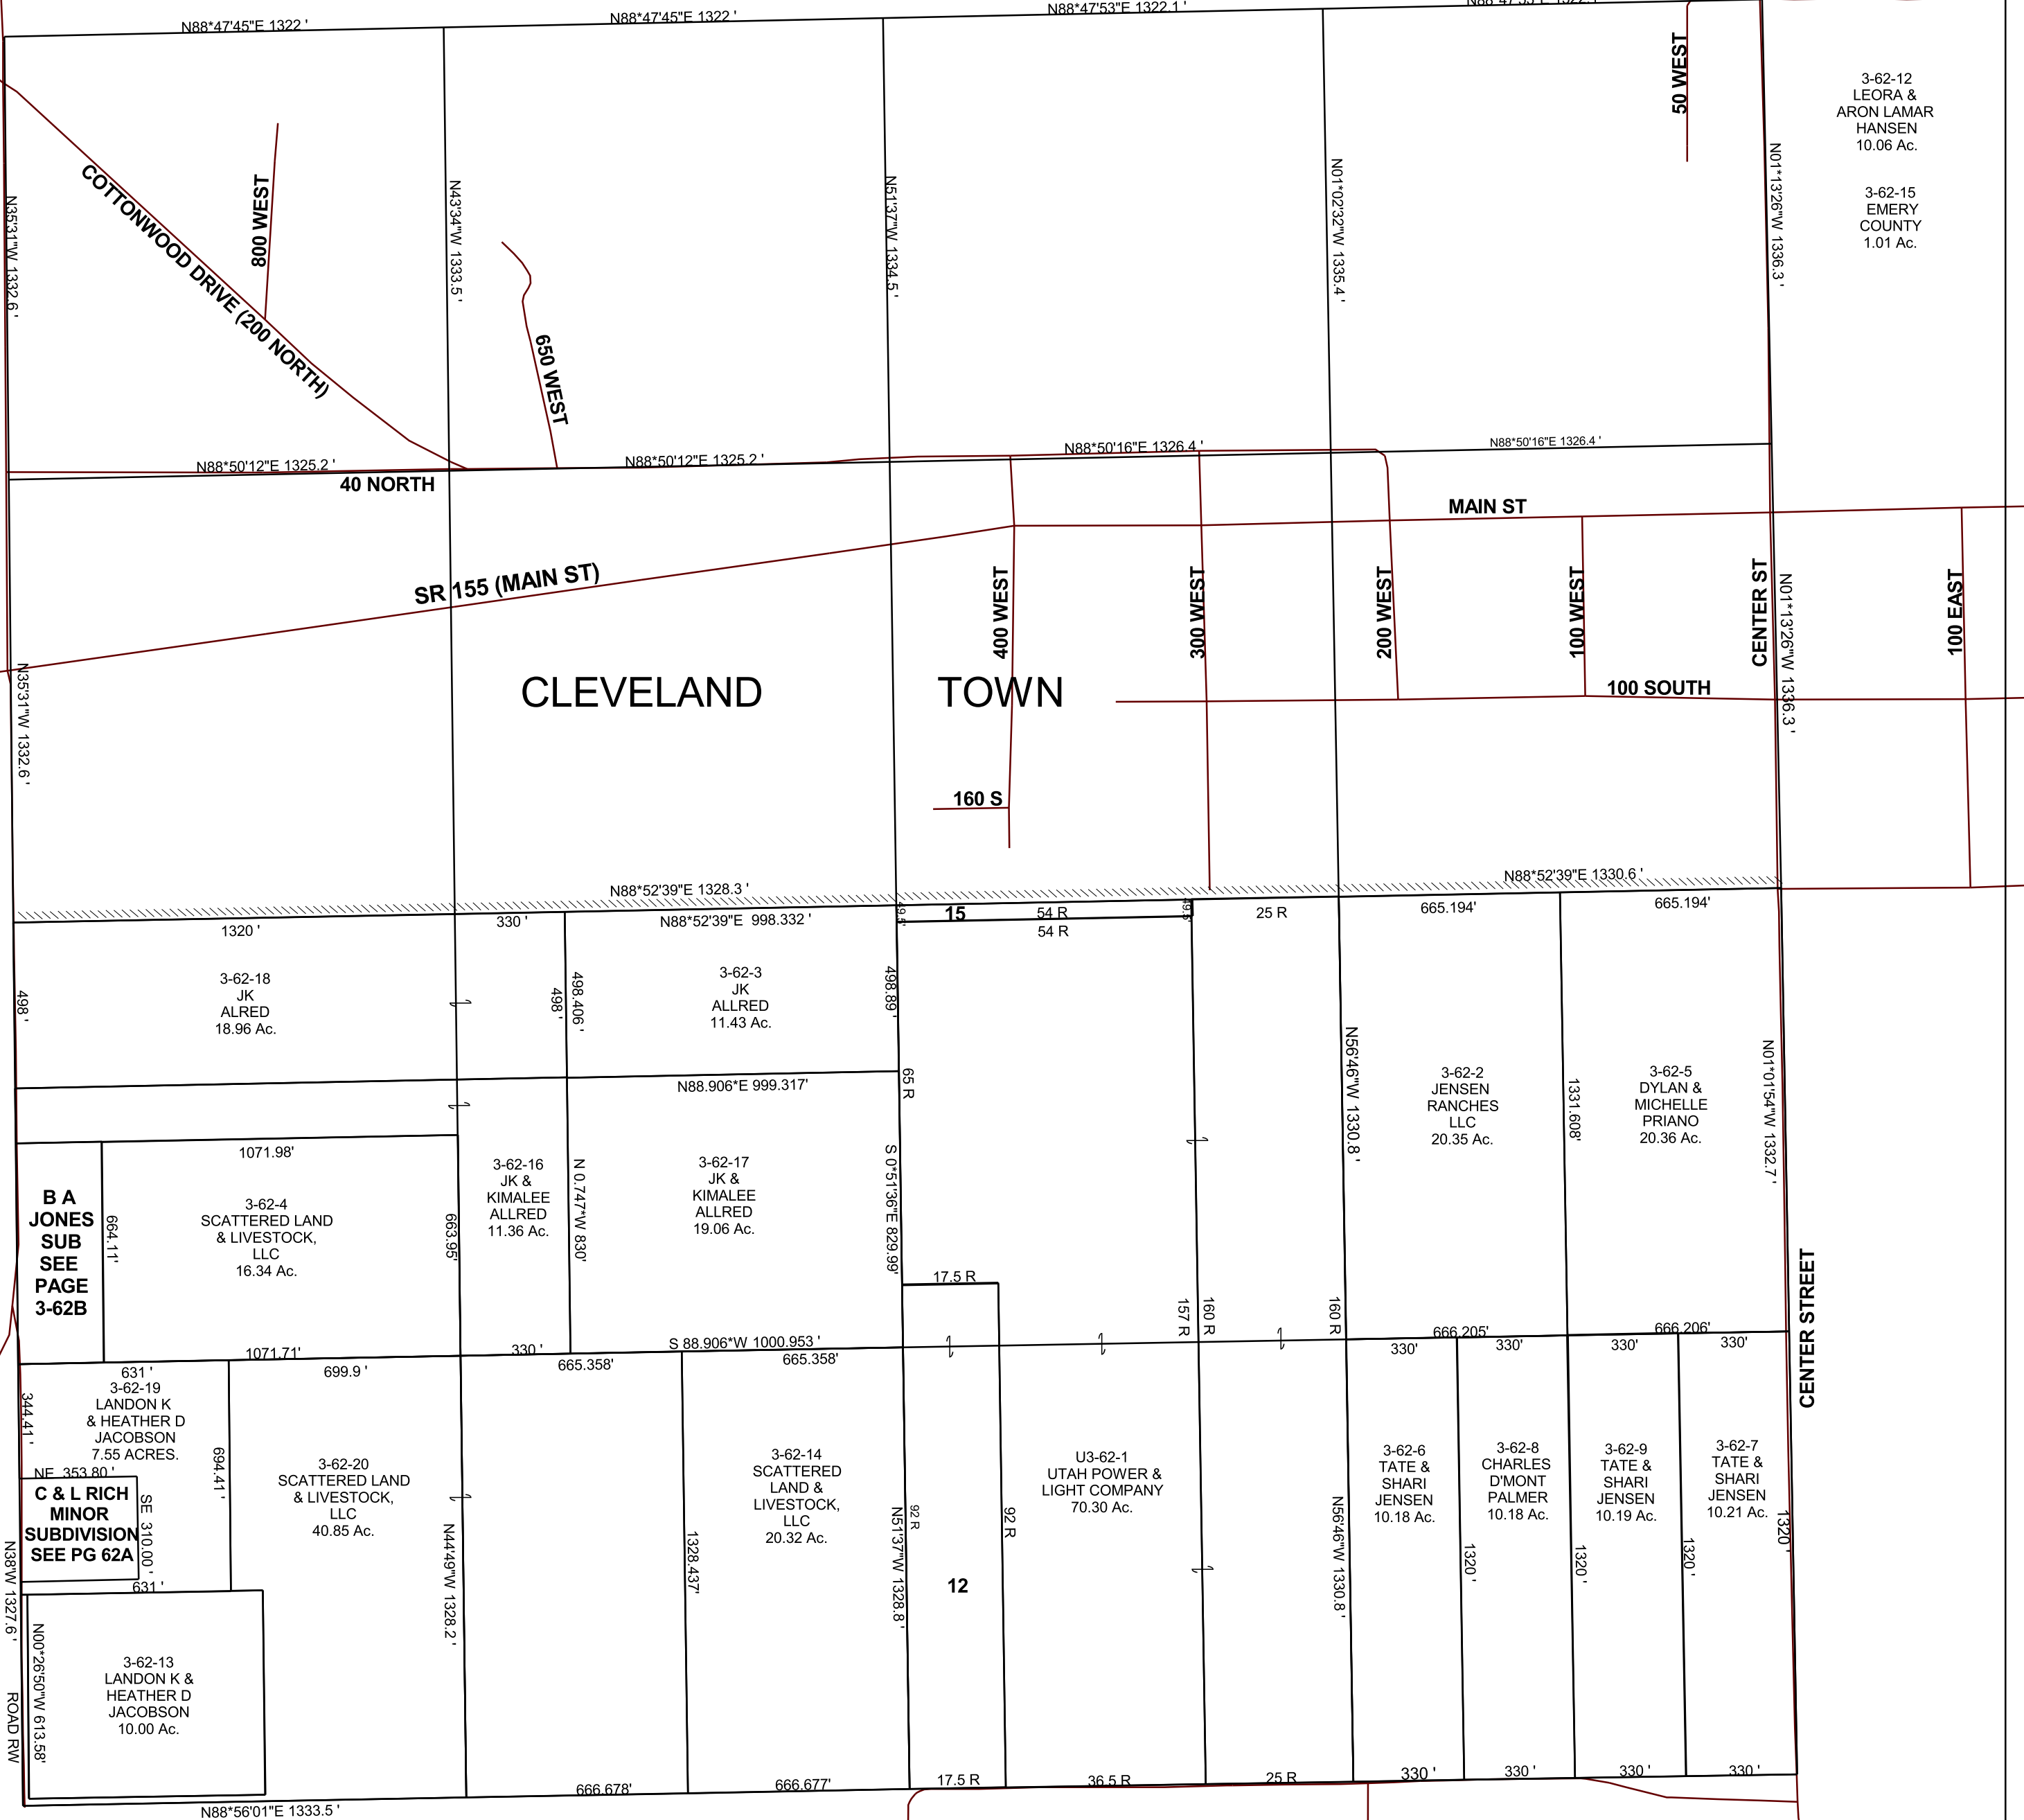 N88*47'45"E 1322 '
N88*47'45"E 1322 '
N88*47'53"E 1322.1 '
N88*47'53"E 1322.1 '
50 WEST
3-62-12
LEORA &
ARON LAMAR
HANSEN
10.06 Ac.
3-62-15
EMERY
COUNTY
1.01 Ac.
N35'31"W 1332.6 '
COTTONWOOD DRIVE (200 NORTH)
800 WEST
N43'34"W 1333.5 '
650 WEST
N51'37"W 1334.5 '
N01*02'32"W 1335.4 '
N01*13'26"W 1336.3 '
N88*50'12"E 1325.2 '
N88*50'12"E 1325.2 '
N88*50'16"E 1326.4 '
N88*50'16"E 1326.4 '
40 NORTH
MAIN ST
SR 155 (MAIN ST)
400 WEST
300 WEST
200 WEST
100 WEST
CENTER ST
N01*13'26"W 1336.3 '
100 EAST
N35'31"W 1332.6 '
CLEVELAND TOWN
100 SOUTH
160 S
N88*52'39"E 1328.3 '
N88*52'39"E 1330.6 '
1320 '
330 '
N88*52'39"E 998.332 '
49.5'
15
54 R
49.5'
25 R
665.194'
665.194'
54 R
498 '
3-62-18
JK
ALRED
18.96 Ac.
498 '
498.406 '
3-62-3
JK
ALLRED
11.43 Ac.
498.89'
N88.906*E 999.317'
65 R
N56'46"W 1330.8 '
3-62-2
JENSEN
RANCHES
LLC
20.35 Ac.
1331.608'
3-62-5
DYLAN &
MICHELLE
PRIANO
20.36 Ac.
N01*01'54"W 1332.7 '
1071.98'
B A
JONES
SUB
SEE
PAGE
3-62B
664.11'
3-62-4
SCATTERED LAND
& LIVESTOCK,
LLC
16.34 Ac.
663.95'
3-62-16
JK &
KIMALEE
ALLRED
11.36 Ac.
N 0.747*W 830'
3-62-17
JK &
KIMALEE
ALLRED
19.06 Ac.
S 0*51'36"E 829.99'
17.5 R
157 R
160 R
160 R
CENTER STREET
1071.71'
330 '
S 88.906*W 1000.953 '
666.205'
666.206'
631 '
699.9 '
665.358'
665.358'
330'
330'
330'
330'
344.41 '
3-62-19
LANDON K
& HEATHER D
JACOBSON
7.55 ACRES.
694.41 '
NE 353.80 '
C & L RICH
MINOR
SUBDIVISION
SEE PG 62A
SE 310.00 '
631 '
3-62-20
SCATTERED LAND
& LIVESTOCK,
LLC
40.85 Ac.
N44'49"W 1328.2 '
1328.437'
3-62-14
SCATTERED
LAND &
LIVESTOCK,
LLC
20.32 Ac.
N51'37"W 1328.8 '
92 R
12
92 R
U3-62-1
UTAH POWER &
LIGHT COMPANY
70.30 Ac.
N56'46"W 1330.8 '
3-62-6
TATE &
SHARI
JENSEN
10.18 Ac.
1320 '
3-62-8
CHARLES
D'MONT
PALMER
10.18 Ac.
1320 '
3-62-9
TATE &
SHARI
JENSEN
10.19 Ac.
1320 '
3-62-7
TATE &
SHARI
JENSEN
10.21 Ac.
1320 '
N38'W 1327.6 '
ROAD RW
N00*26'50"W 613.58'
3-62-13
LANDON K &
HEATHER D
JACOBSON
10.00 Ac.
N88*56'01"E 1333.5 '
666.678'
666.677'
17.5 R
36.5 R
25 R
330 '
330 '
330 '
330 '